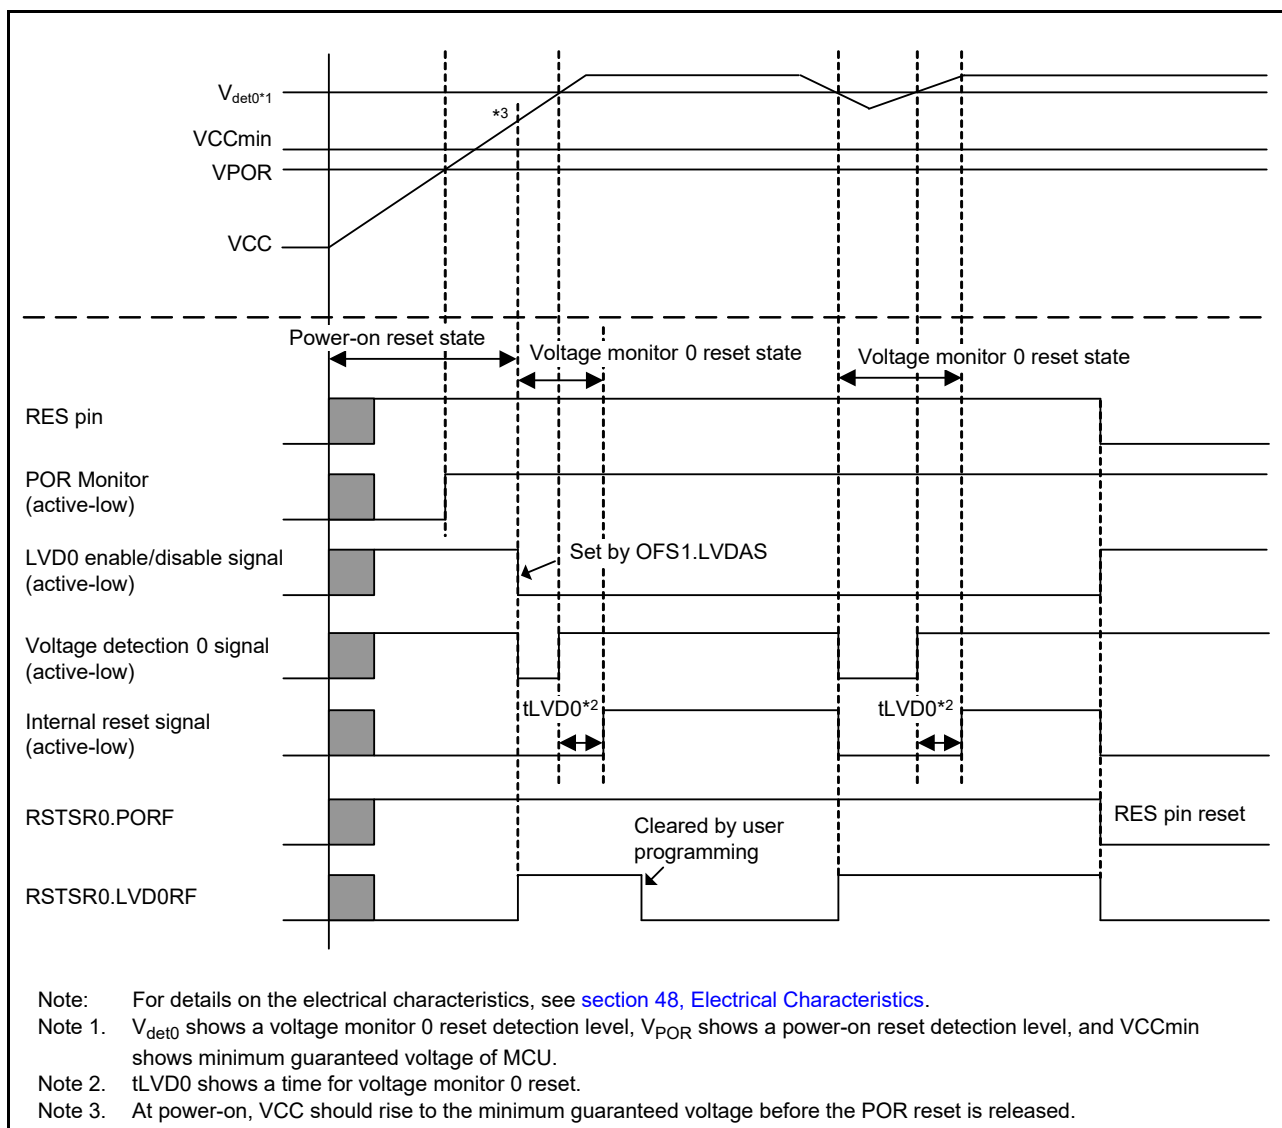 Vdet0*1
*3
VCCmin
VPOR
VCC
Power-on reset state
Voltage monitor 0 reset state
Voltage monitor 0 reset state
RES pin
POR Monitor
(active-low)
LVD0 enable/disable signal
(active-low)
Set by OFS1.LVDAS
Voltage detection 0 signal
(active-low)
Internal reset signal
(active-low)
tLVD0*2
tLVD0*2
RSTSR0.PORF
RES pin reset
Cleared by user
programming
RSTSR0.LVD0RF
Note: For details on the electrical characteristics, see section 48, Electrical Characteristics.
Note 1. Vdet0 shows a voltage monitor 0 reset detection level, VPOR shows a power-on reset detection level, and VCCmin
shows minimum guaranteed voltage of MCU.
Note 2. tLVD0 shows a time for voltage monitor 0 reset.
Note 3. At power-on, VCC should rise to the minimum guaranteed voltage before the POR reset is released.